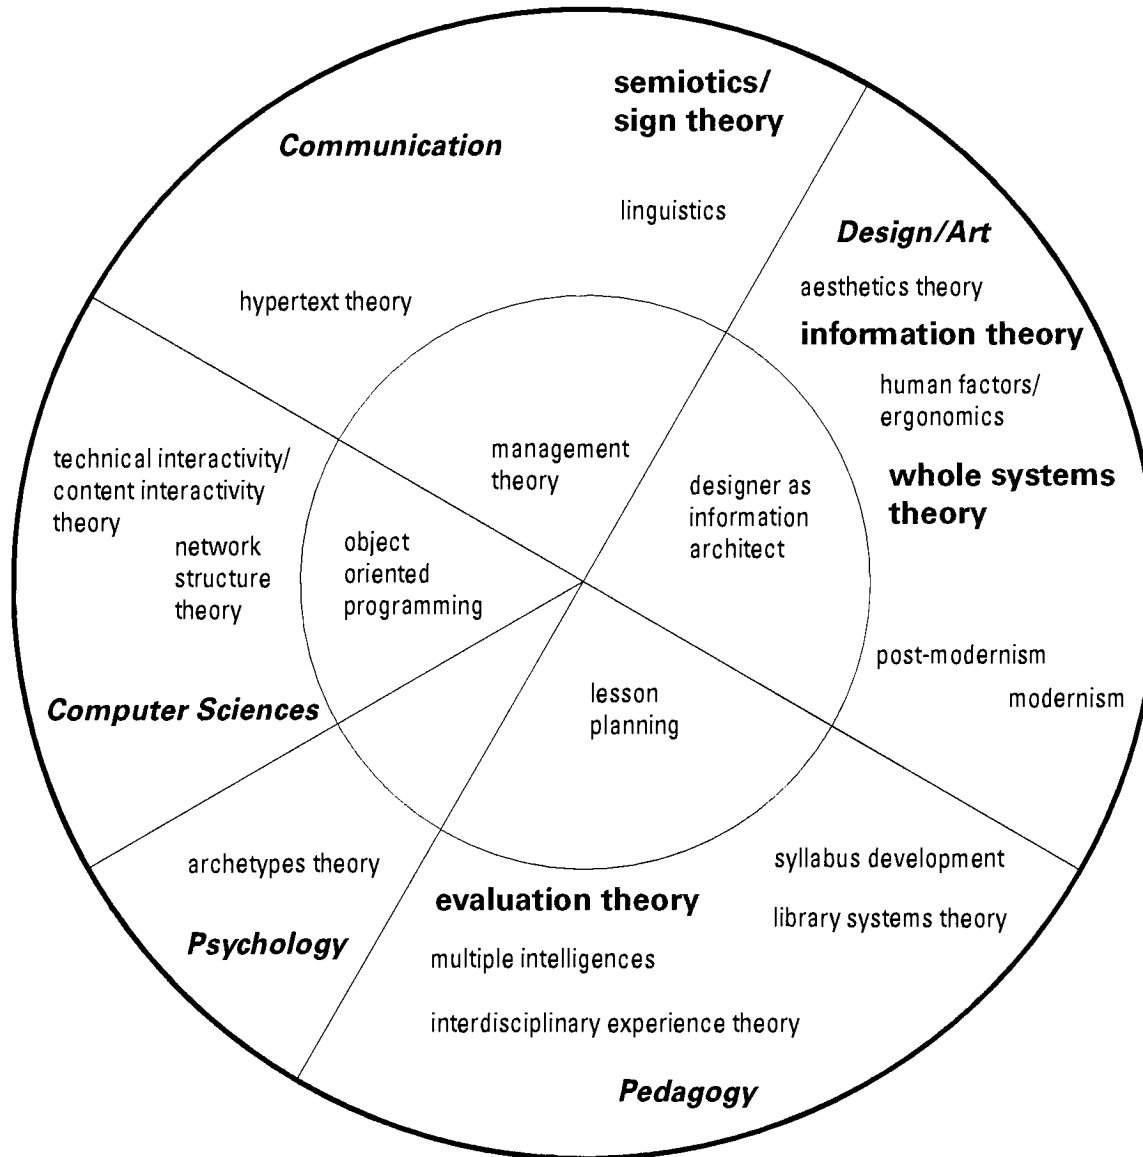 semiotics/
sign theory
Communication
linguistics
Design/Art
aesthetics theory
hypertext theory
information theory
human factors/
ergonomics
management
theory
technical interactivity/
content interactivity
theory
whole systems
theory
designer as
information
architect
network
structure
theory
object
oriented
programming
post-modernism
modernism
lesson
planning
Computer Sciences
archetypes theory
syllabus development
evaluation theory
library systems theory
Psychology
multiple intelligences
interdisciplinary experience theory
Pedagogy